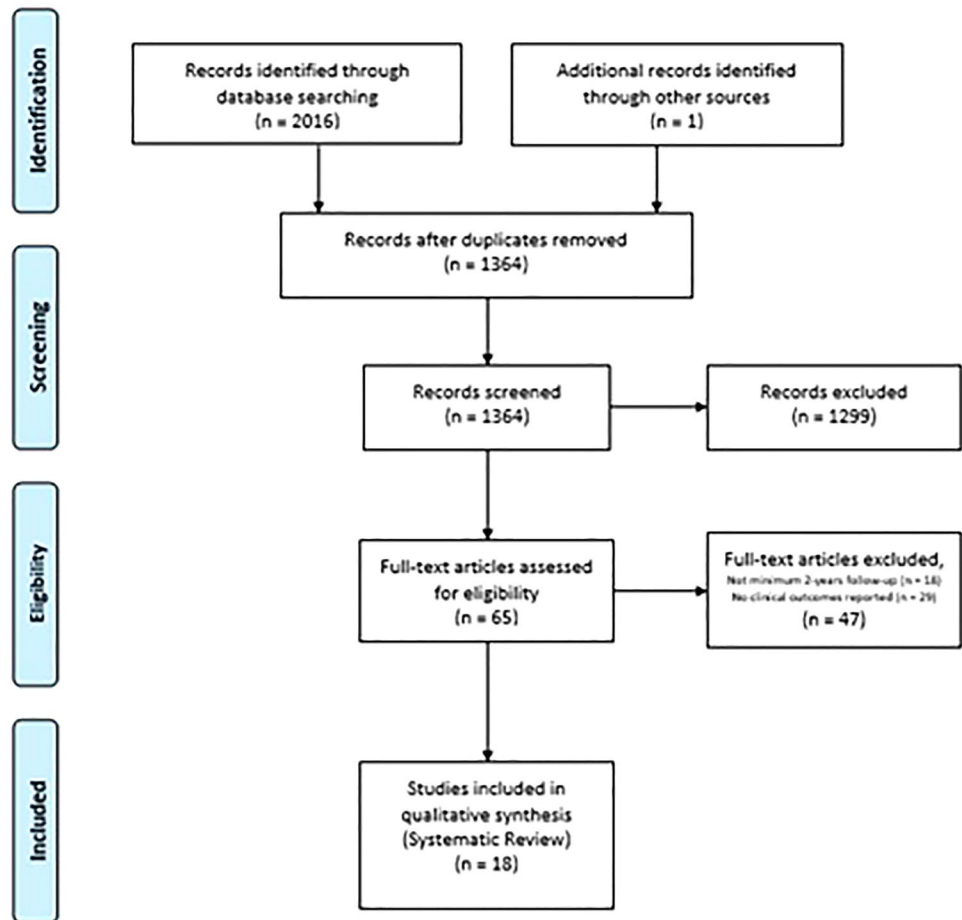 Identification
Records identified through
database searching
(n = 2016)
Additional records identified
through other sources
(n = 1)
Records after duplicates removed
(n = 1364)
Screening
Records screened
(n = 1364)
Records excluded
(n = 1299)
Eligibility
Full-text articles assessed
for eligibility
(n = 65)
Full-text articles excluded,
Not minimum 2-years follow-up (n = 18)
No clinical outcomes reported (n = 29)
(n = 47)
Included
Studies included in
qualitative synthesis
(Systematic Review)
(n = 18)